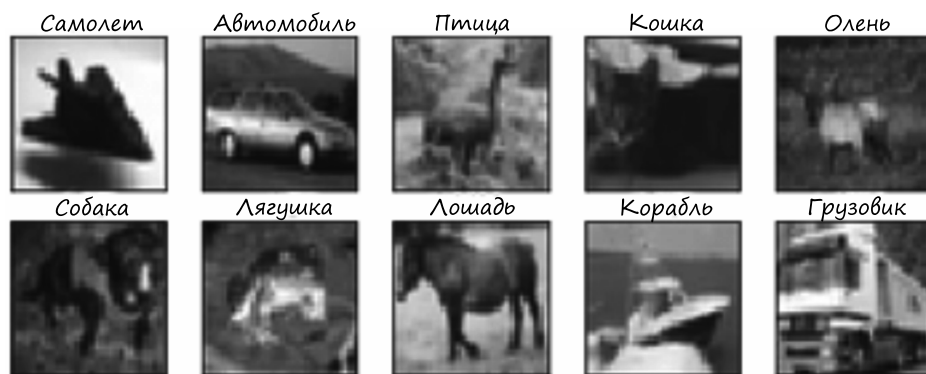 Самолет Автомобиль Птица Кошка Олень
Собака Лягушка Лошадь Корабль Грузовик